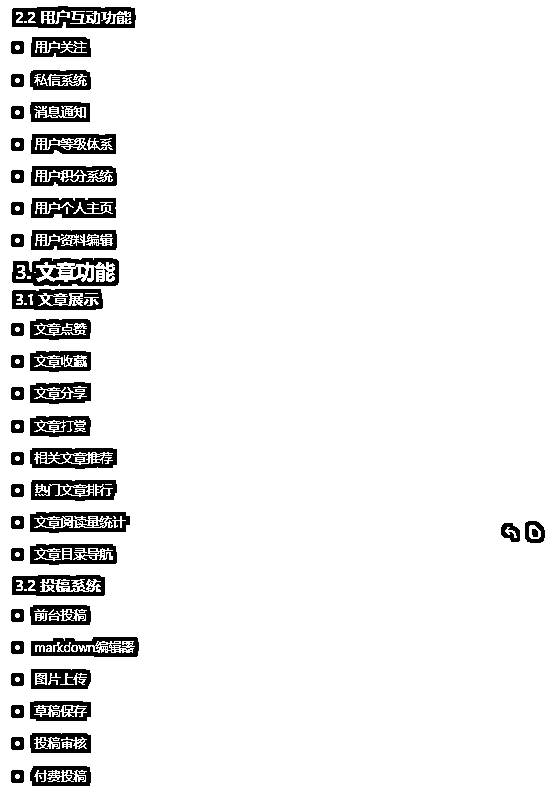 2.2 用户互动功能
用户关注
私信系统
消息通知
用户等级体系
用户积分系统
用户个人主页
用户资料编辑
3. 文章功能
3.1 文章展示
文章点赞
文章收藏
文章分享
文章打赏
相关文章推荐
热门文章排行
文章阅读量统计
文章目录导航
3.2 投稿系统
前台投稿
markdown编辑器
图片上传
草稿保存
投稿审核
付费投稿